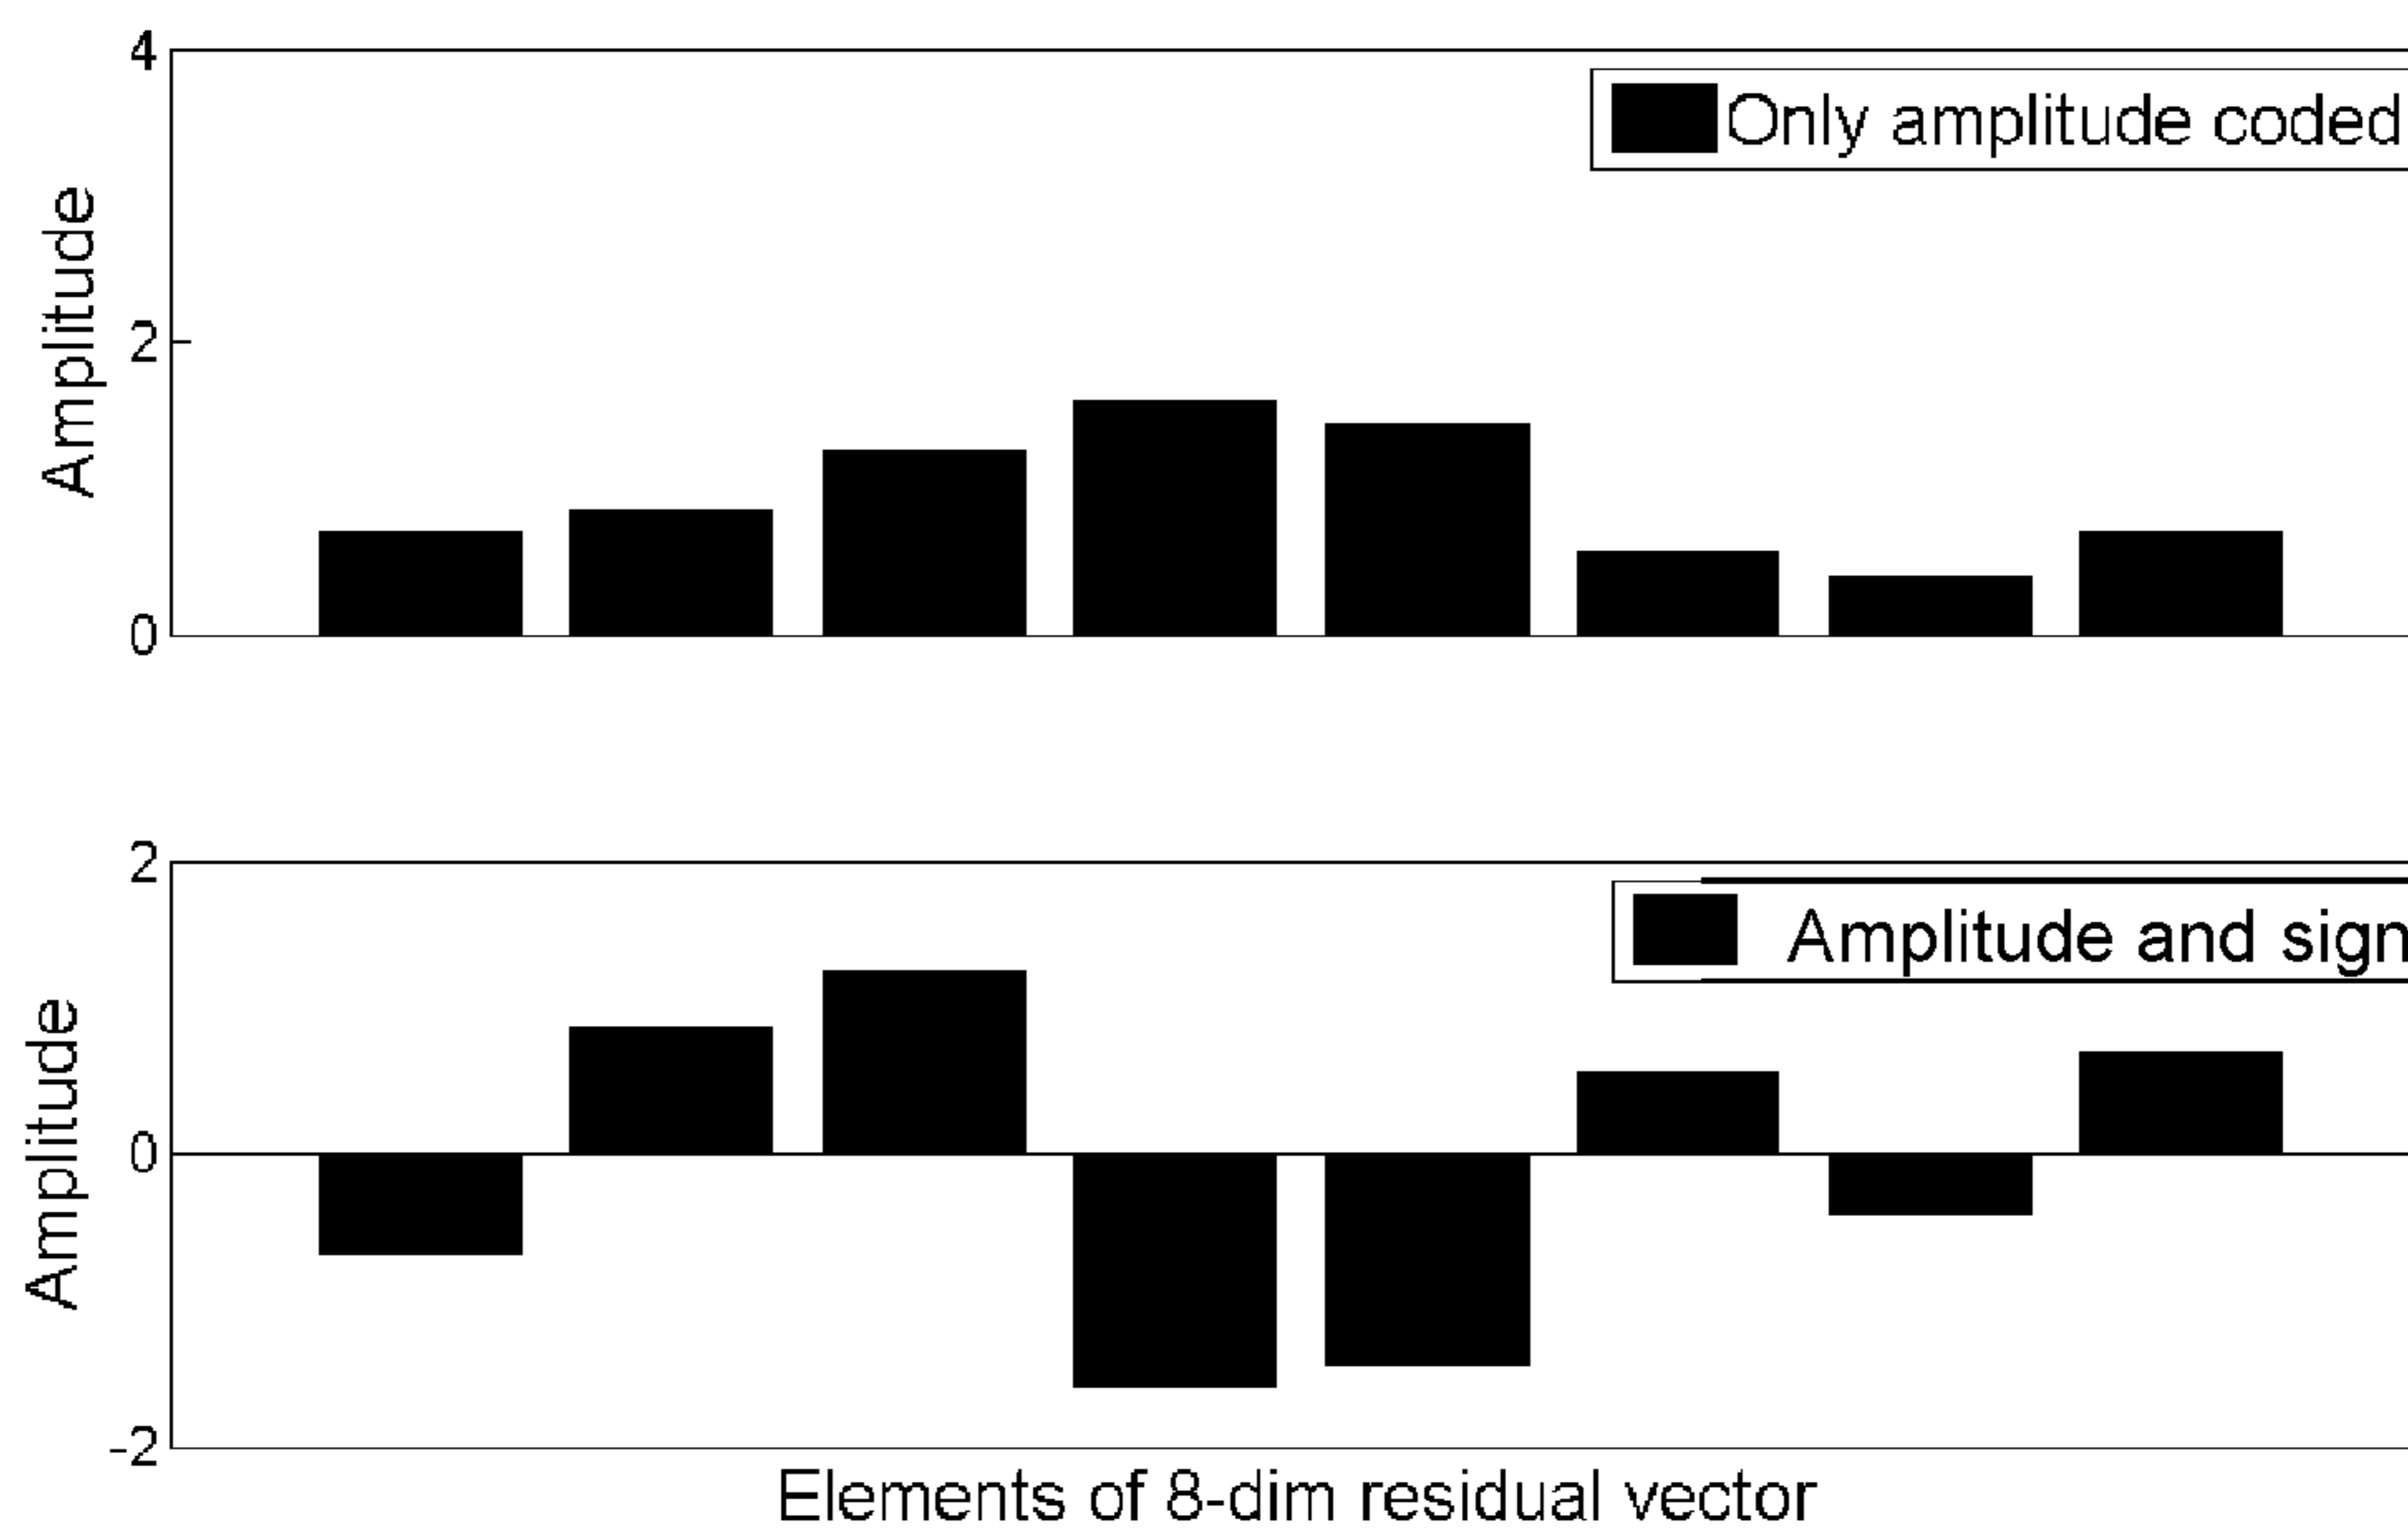 4
Only amplitude coded
Amplitude
2
0
2
Amplitude and sign
Amplitude
0
-2
Elements of 8-dim residual vector